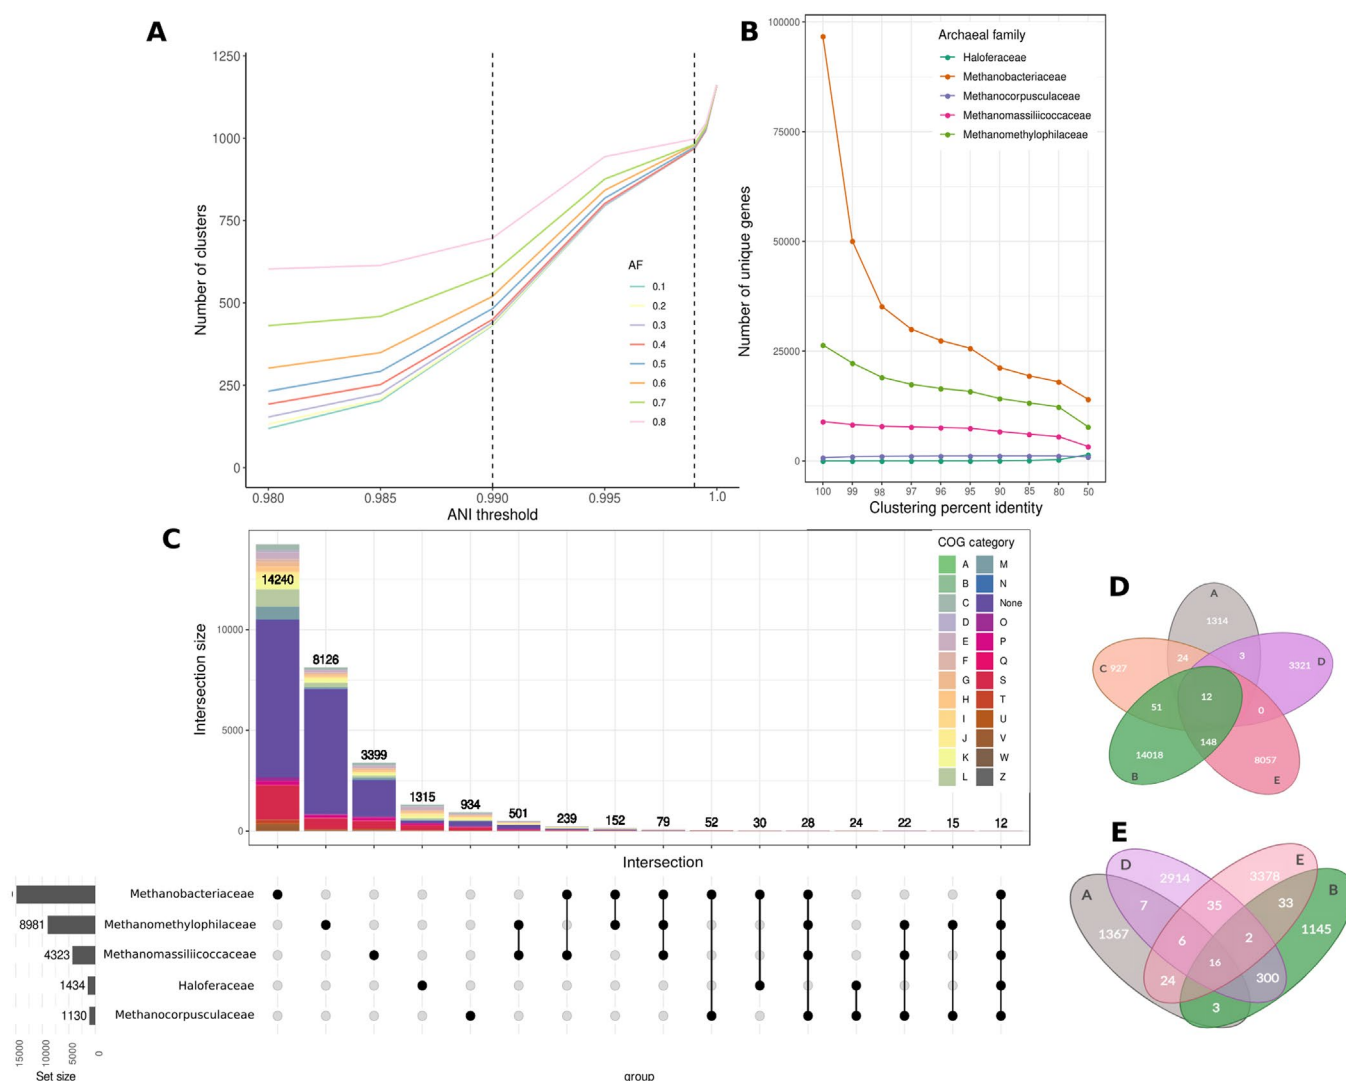 A
1250
1000
750
500
250
0
Number of clusters
AF
0.1
0.2
0.3
0.4
0.5
0.6
0.7
0.8
0.980
0.985
0.990
0.995
1.0
ANI threshold
B
100000
75000
50000
25000
0
Number of unique genes
Archaeal family
Haloferaceae
Methanobacteriaceae
Methanocorpusculaceae
Methanomassiliicoccaceae
Methanomethylophilaceae
100 99 98 97 96 95 90 85 80 50
Clustering percent identity
C
10000
5000
0
Intersection size
14240
8126
3399
1315
934
501
239
152
79
52
30
28
24
22
15
12
COG category
A M
B N
C None
D O
E P
F Q
G S
H T
I U
J V
K W
L Z
Intersection
Methanobacteriaceae
8981 Methanomethylophilaceae
4323 Methanomassiliicoccaceae
1434 Haloferaceae
1130 Methanocorpusculaceae
15000
10000
5000
0
Set size
group
D
A
1314
C 927
24
3
3321 D
12
51
0
148
14018
8057
B
E
E
D
E
A
2914
3378
B
7
35
33
1367
1145
6
2
16
24
300
3